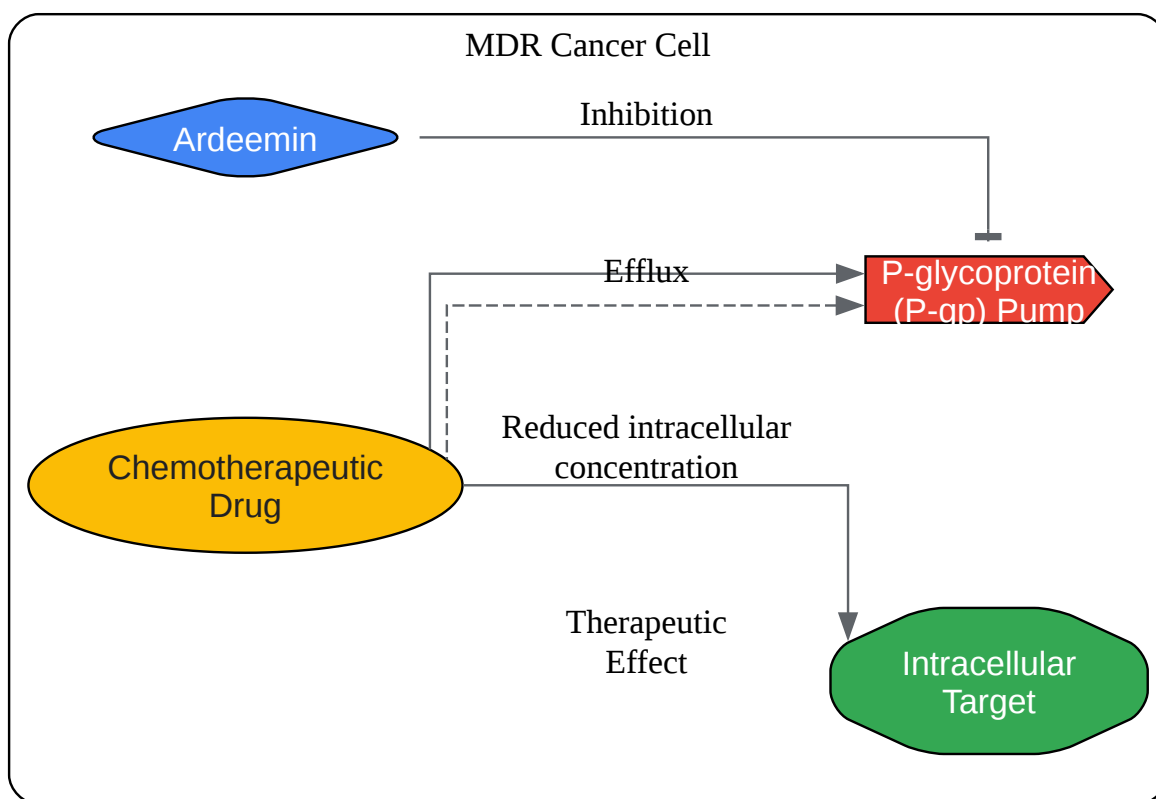 MDR Cancer Cell
Ardeemin
Inhibition
Efflux
P-glycoprotein
(P-gp) Pump
Reduced intracellular
concentration
Chemotherapeutic
Drug
Therapeutic
Effect
Intracellular
Target